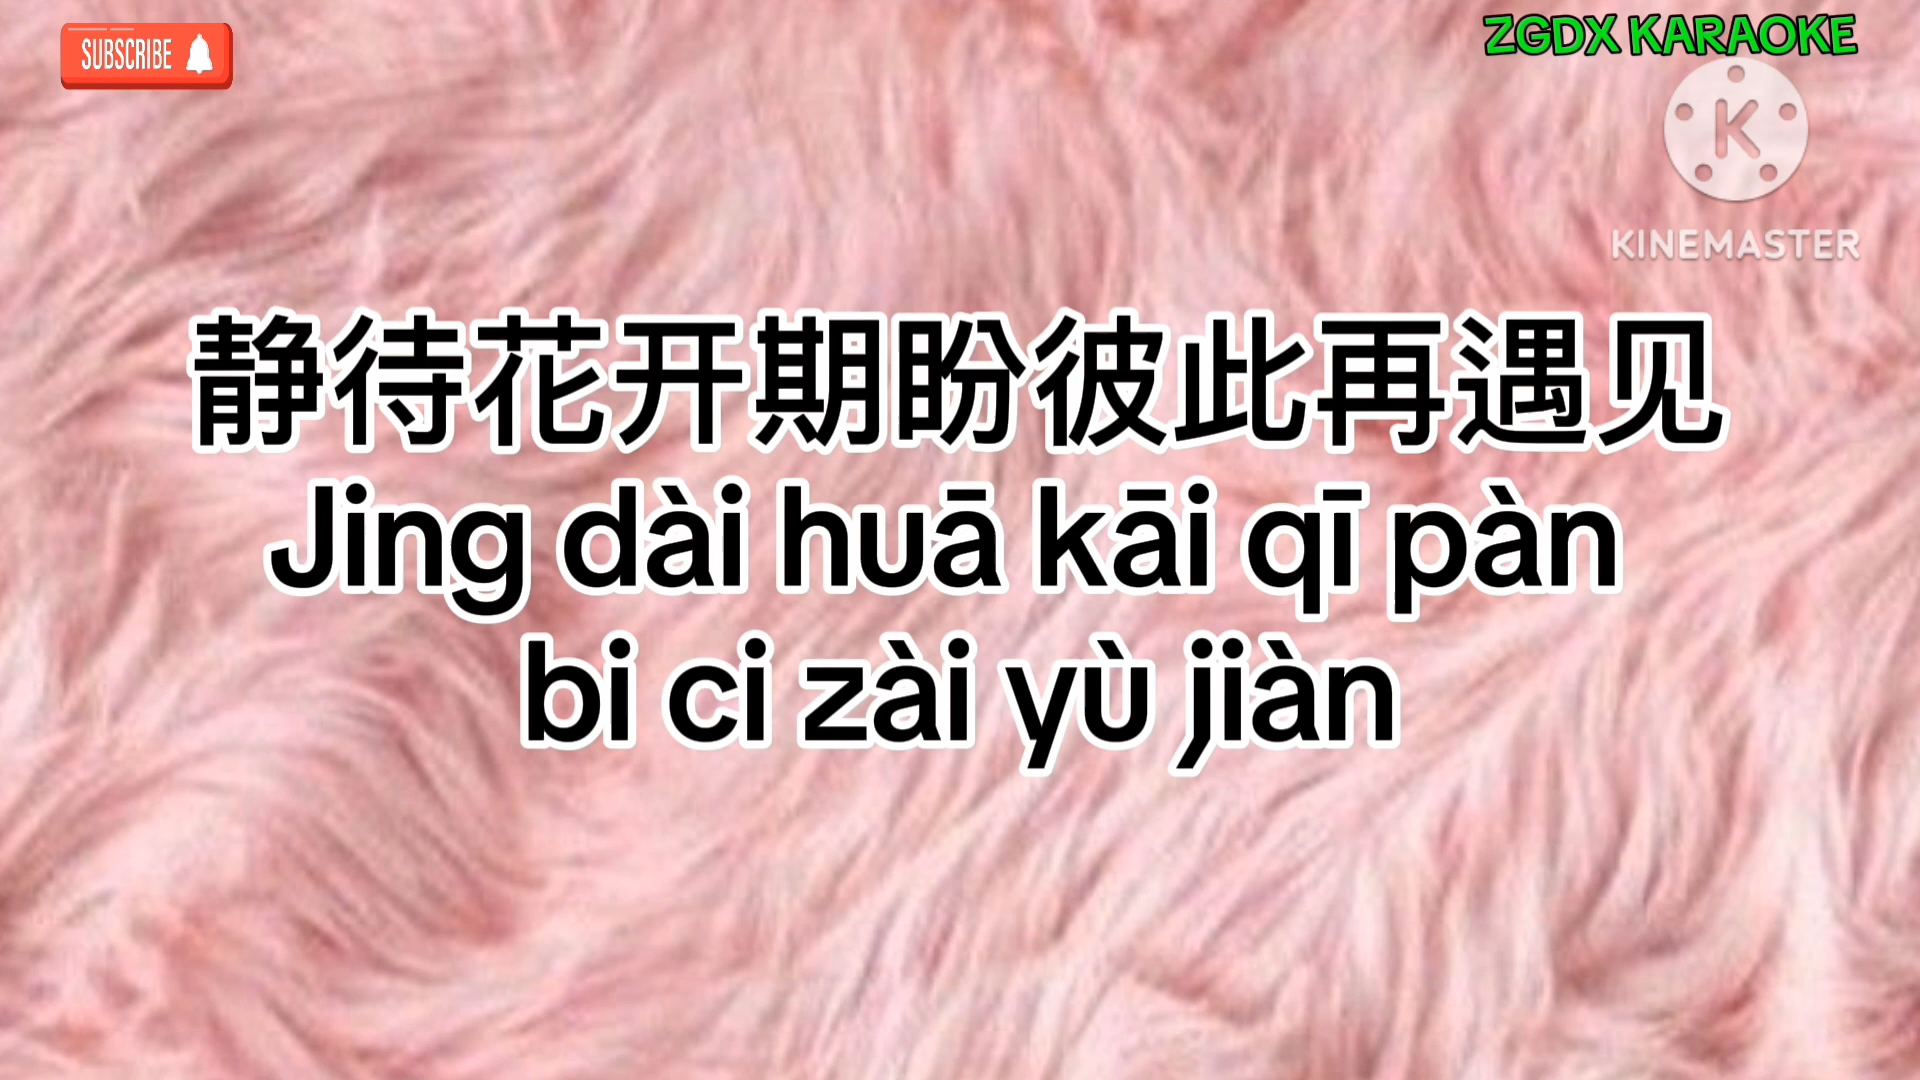 SUBSCRIBE
ZGDX KARAOKE
K
KINEMASTER
静待花开期盼彼此再遇见
Jing dài huā kāi qī pàn
bi ci zài yù jiàn